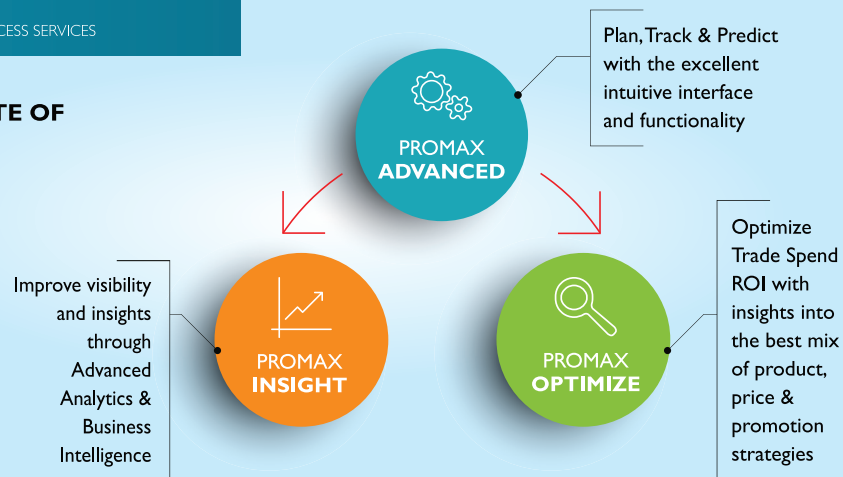 CESS SERVICES
TE OF
Plan, Track & Predict
with the excellent
intuitive interface
and functionality
PROMAX
ADVANCED
Optimize
Trade Spend
ROI with
insights into
the best mix
of product,
price &
promotion
strategies
Improve visibility
and insights
through
Advanced
Analytics &
Business
Intelligence
PROMAX
INSIGHT
PROMAX
OPTIMIZE